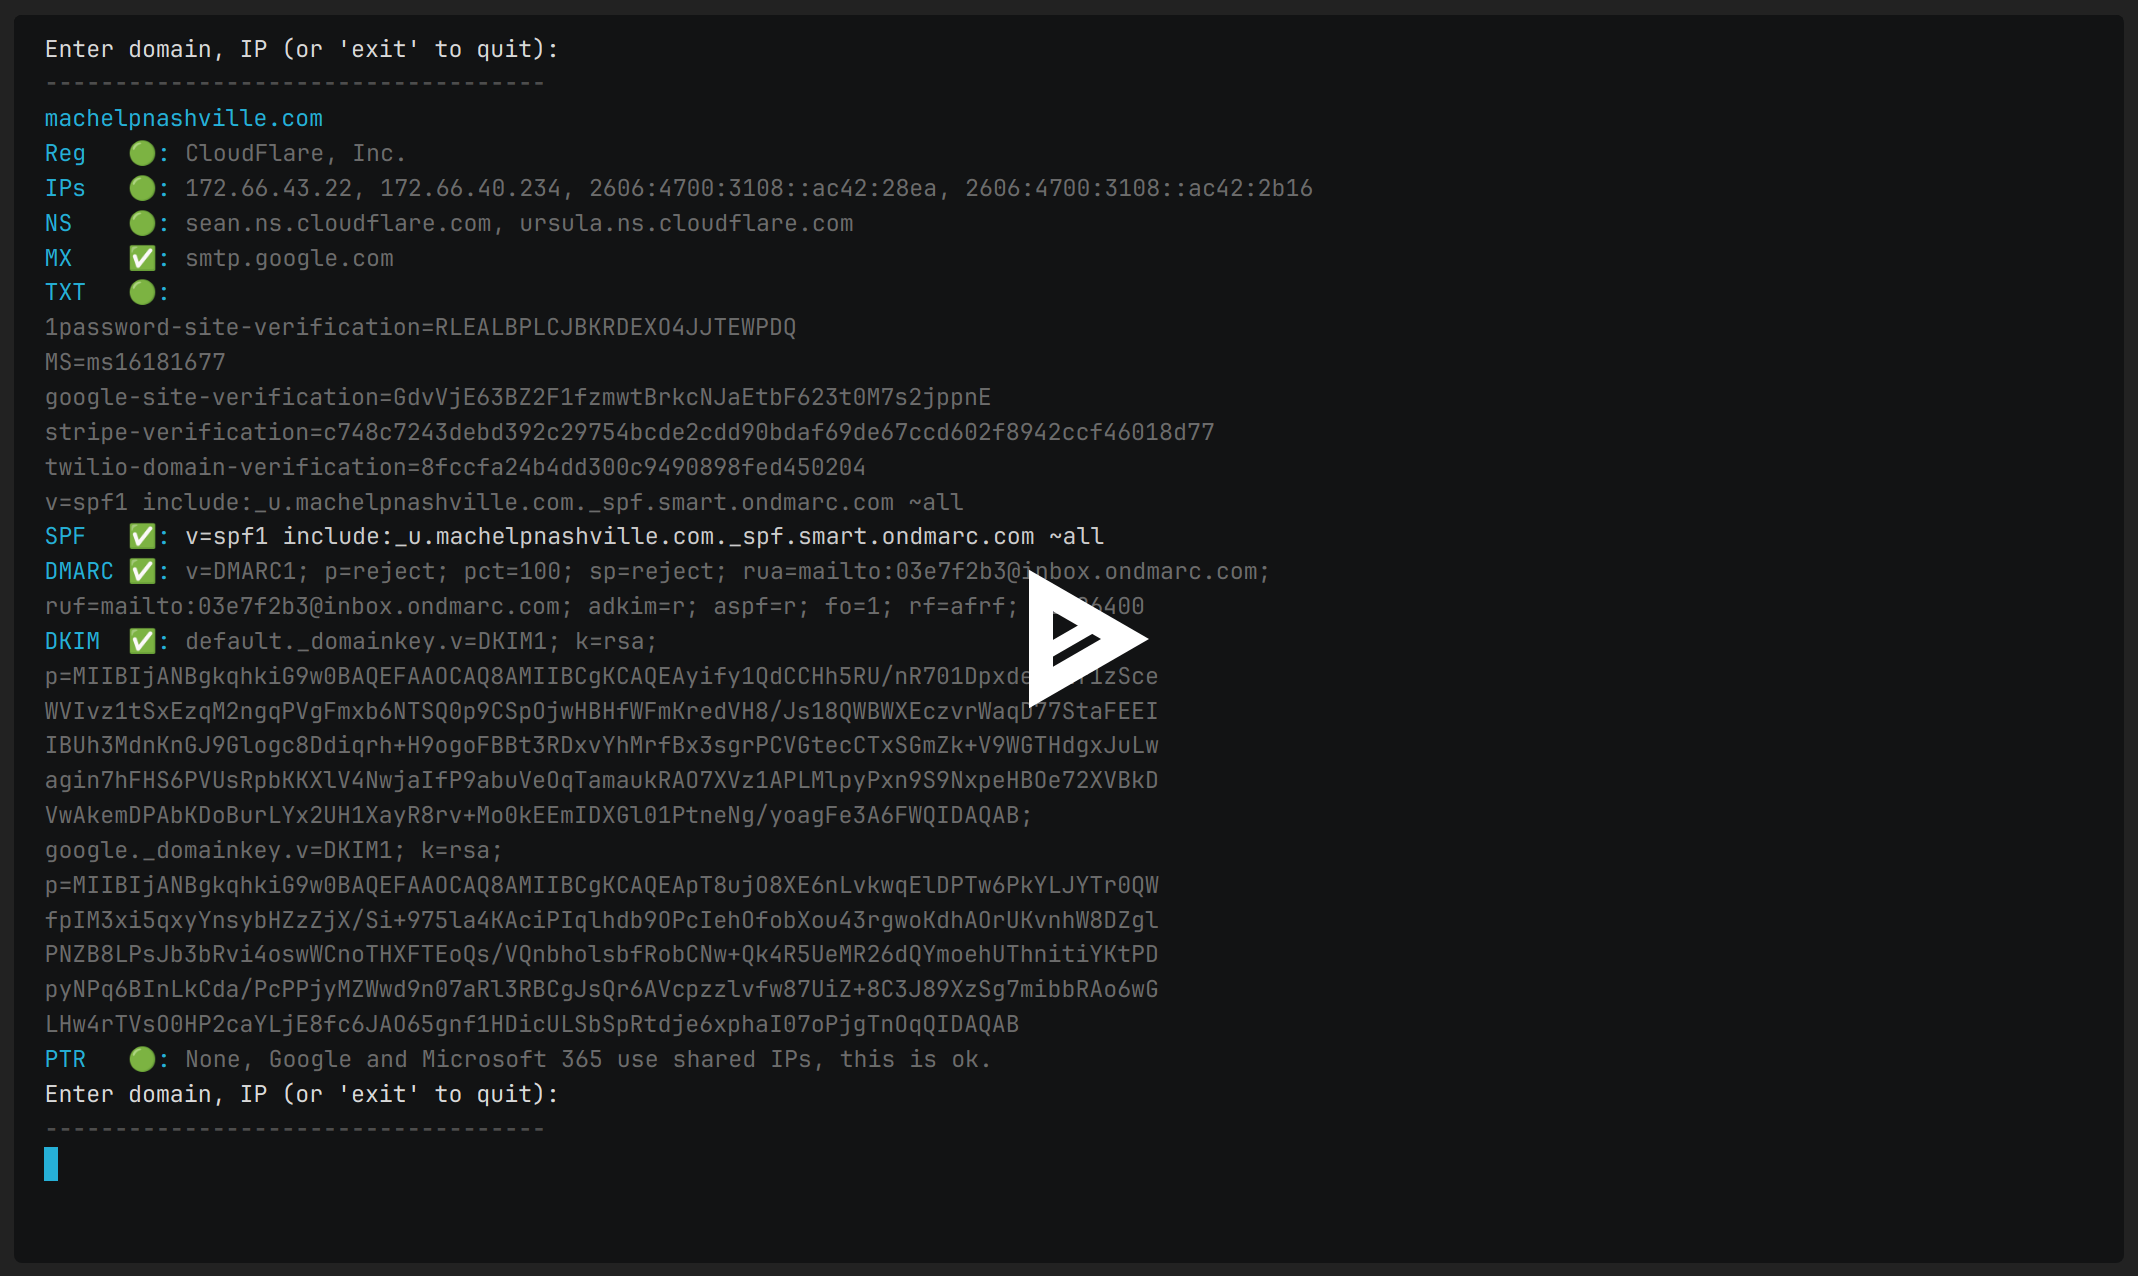 Enter domain, IP (or 'exit' to quit):
------------------------------------
machelpnashville.com
Reg 🟢: CloudFlare, Inc.
IPs 🟢: 172.66.43.22, 172.66.40.234, 2606:4700:3108::ac42:28ea, 2606:4700:3108::ac42:2b16
NS 🟢: sean.ns.cloudflare.com, ursula.ns.cloudflare.com
MX ✅: smtp.google.com
TXT 🟢:
1password-site-verification=RLEALBPLCJBKRDEXO4JJTEWPDQ
MS=ms16181677
google-site-verification=GdvVjE63BZ2F1fzmwtBrkcNJaEtbF623t0M7s2jppnE
stripe-verification=c748c7243debd392c29754bcde2cdd90bdaf69de67ccd602f8942ccf46018d77
twilio-domain-verification=8fccfa24b4dd300c9490898fed450204
v=spf1 include:_u.machelpnashville.com._spf.smart.ondmarc.com ~all
SPF ✅: v=spf1 include:_u.machelpnashville.com._spf.smart.ondmarc.com ~all
DMARC ✅: v=DMARC1; p=reject; pct=100; sp=reject; rua=mailto:03e7f2b3@inbox.ondmarc.com;
ruf=mailto:03e7f2b3@inbox.ondmarc.com; adkim=r; aspf=r; fo=1; rf=afrf;
DKIM ✅: default._domainkey.v=DKIM1; k=rsa;
WVIvz1tSxEzqM2ngqPVgFmxb6NTSQ0p9CSpOjwHBHfWFmKredVH8/Js18QWBWXEczvrWaqD77StaFEEI
IBUh3MdnKnGJ9Glogc8Ddiqrh+H9ogoFBBt3RDxvYhMrfBx3sgrPCVGtecCTxSGmZk+V9WGTHdgxJuLw
agin7hFHS6PVUsRpbKKXlV4NwjaIfP9abuVeOqTamaukRAO7XVz1APLMlpyPxn9S9NxpeHBOe72XVBkD
VwAkemDPAbKDoBurLYx2UH1XayR8rv+Mo0kEEmIDXGl01PtneNg/yoagFe3A6FWQIDAQAB;
google._domainkey.v=DKIM1; k=rsa;
p=MIIBIjANBgkqhkiG9w0BAQEFAAOCAQ8AMIIBCgKCAQEApT8ujO8XE6nLvkwqElDPTw6PkYLJYTr0QW
fpIM3xi5qxyYnsybHZzZjX/Si+975la4KAciPIqlhdb9OPcIehOfobXou43rgwoKdhAOrUKvnhW8DZgl
PNZB8LPsJb3bRvi4oswWCnoTHXFTEoQs/VQnbholsbfRobCNw+Qk4R5UeMR26dQYmoehUThnitiYKtPD
pyNPq6BInLkCda/PcPPjyMZWwd9n07aRl3RBCgJsQr6AVcpzzlvfw87UiZ+8C3J89XzSg7mibbRAo6wG
LHw4rTVsO0HP2caYLjE8fc6JAO65gnf1HDicULSbSpRtdje6xphaI07oPjgTnOqQIDAQAB
PTR 🟢: None, Google and Microsoft 365 use shared IPs, this is ok.
Enter domain, IP (or 'exit' to quit):
------------------------------------